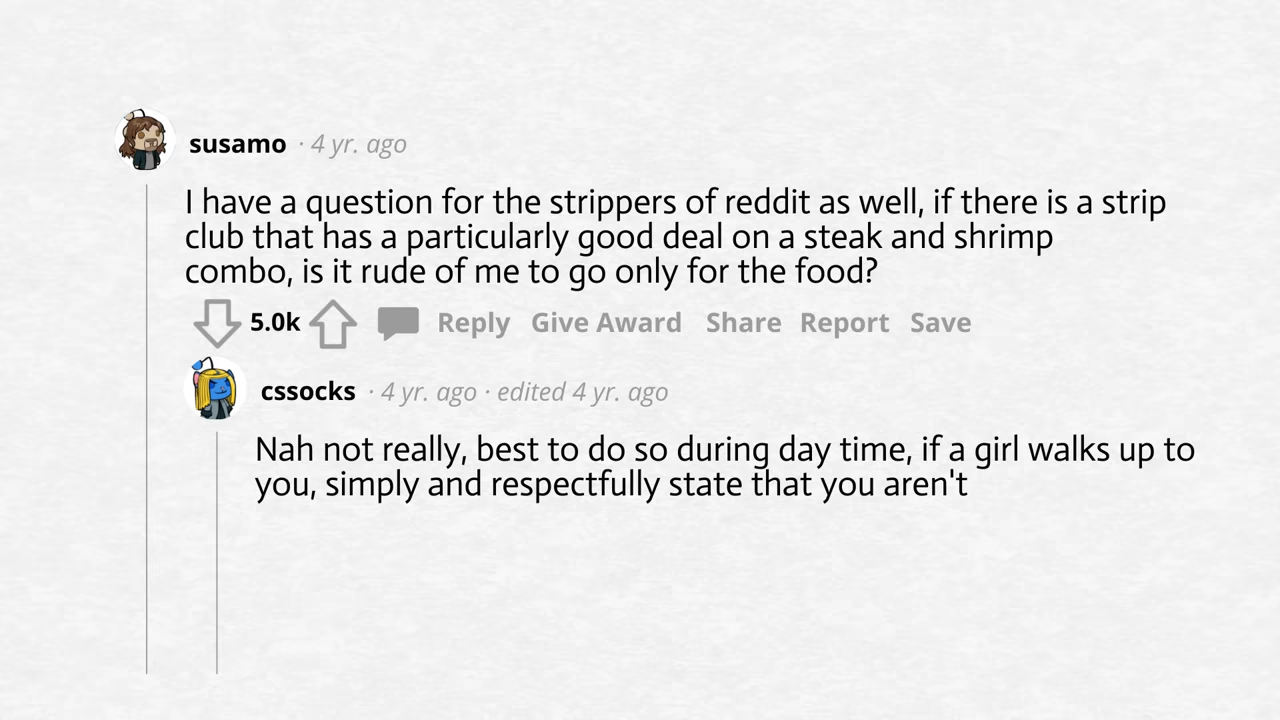 susamo · 4 yr. ago
I have a question for the strippers of reddit as well, if there is a strip
club that has a particularly good deal on a steak and shrimp
combo, is it rude of me to go only for the food?
5.0k Reply Give Award Share Report Save
cssocks · 4 yr. ago · edited 4 yr. ago
Nah not really, best to do so during day time, if a girl walks up to
you, simply and respectfully state that you aren't